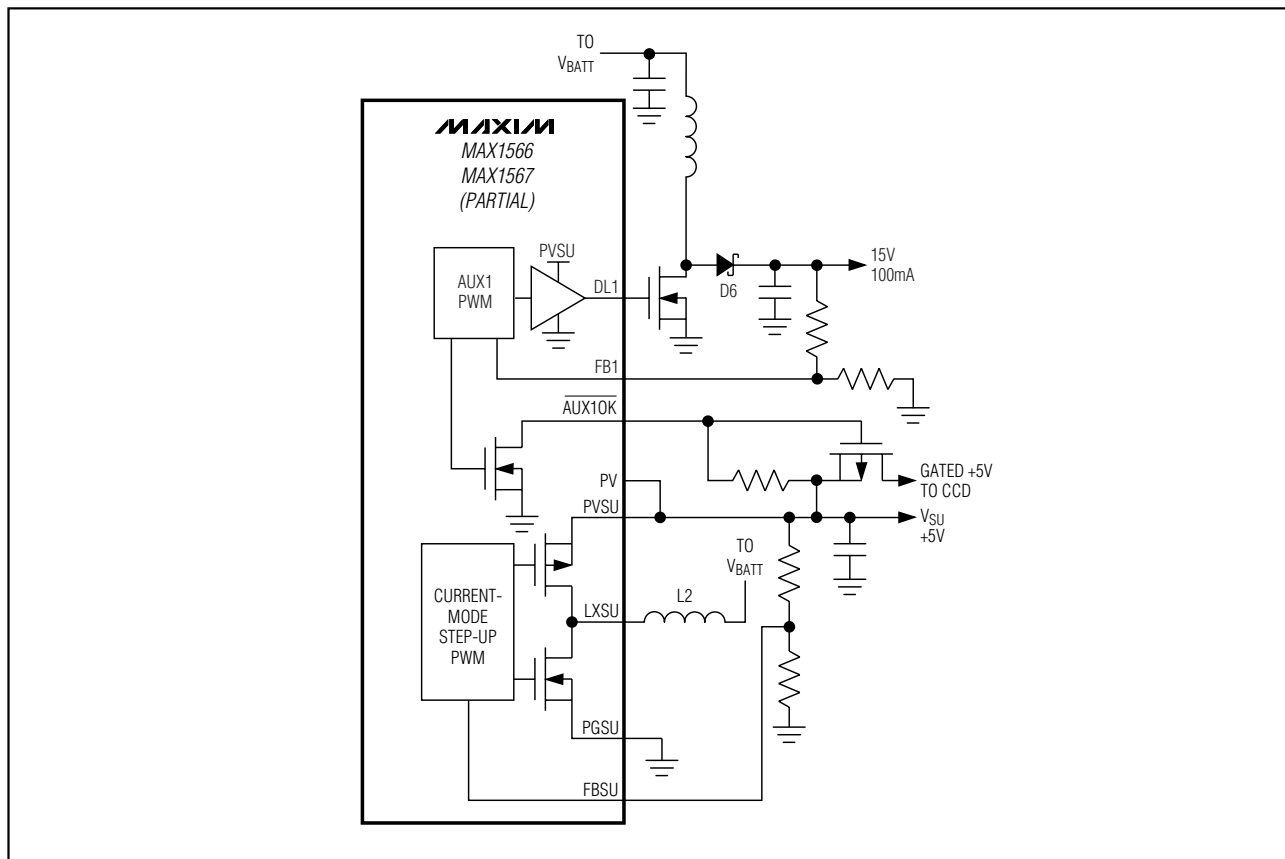 TO
VBATT
MAXIM
MAX1566
MAX1567
(PARTIAL)
PVSU
AUX1
PWM
DL1
D6
15V
100mA
FB1
AUX1OK
GATED +5V
TO CCD
PV
PVSU
VSU
+5V
TO
VBATT
CURRENT-
MODE
STEP-UP
PWM
LXSU
L2
PGSU
FBSU